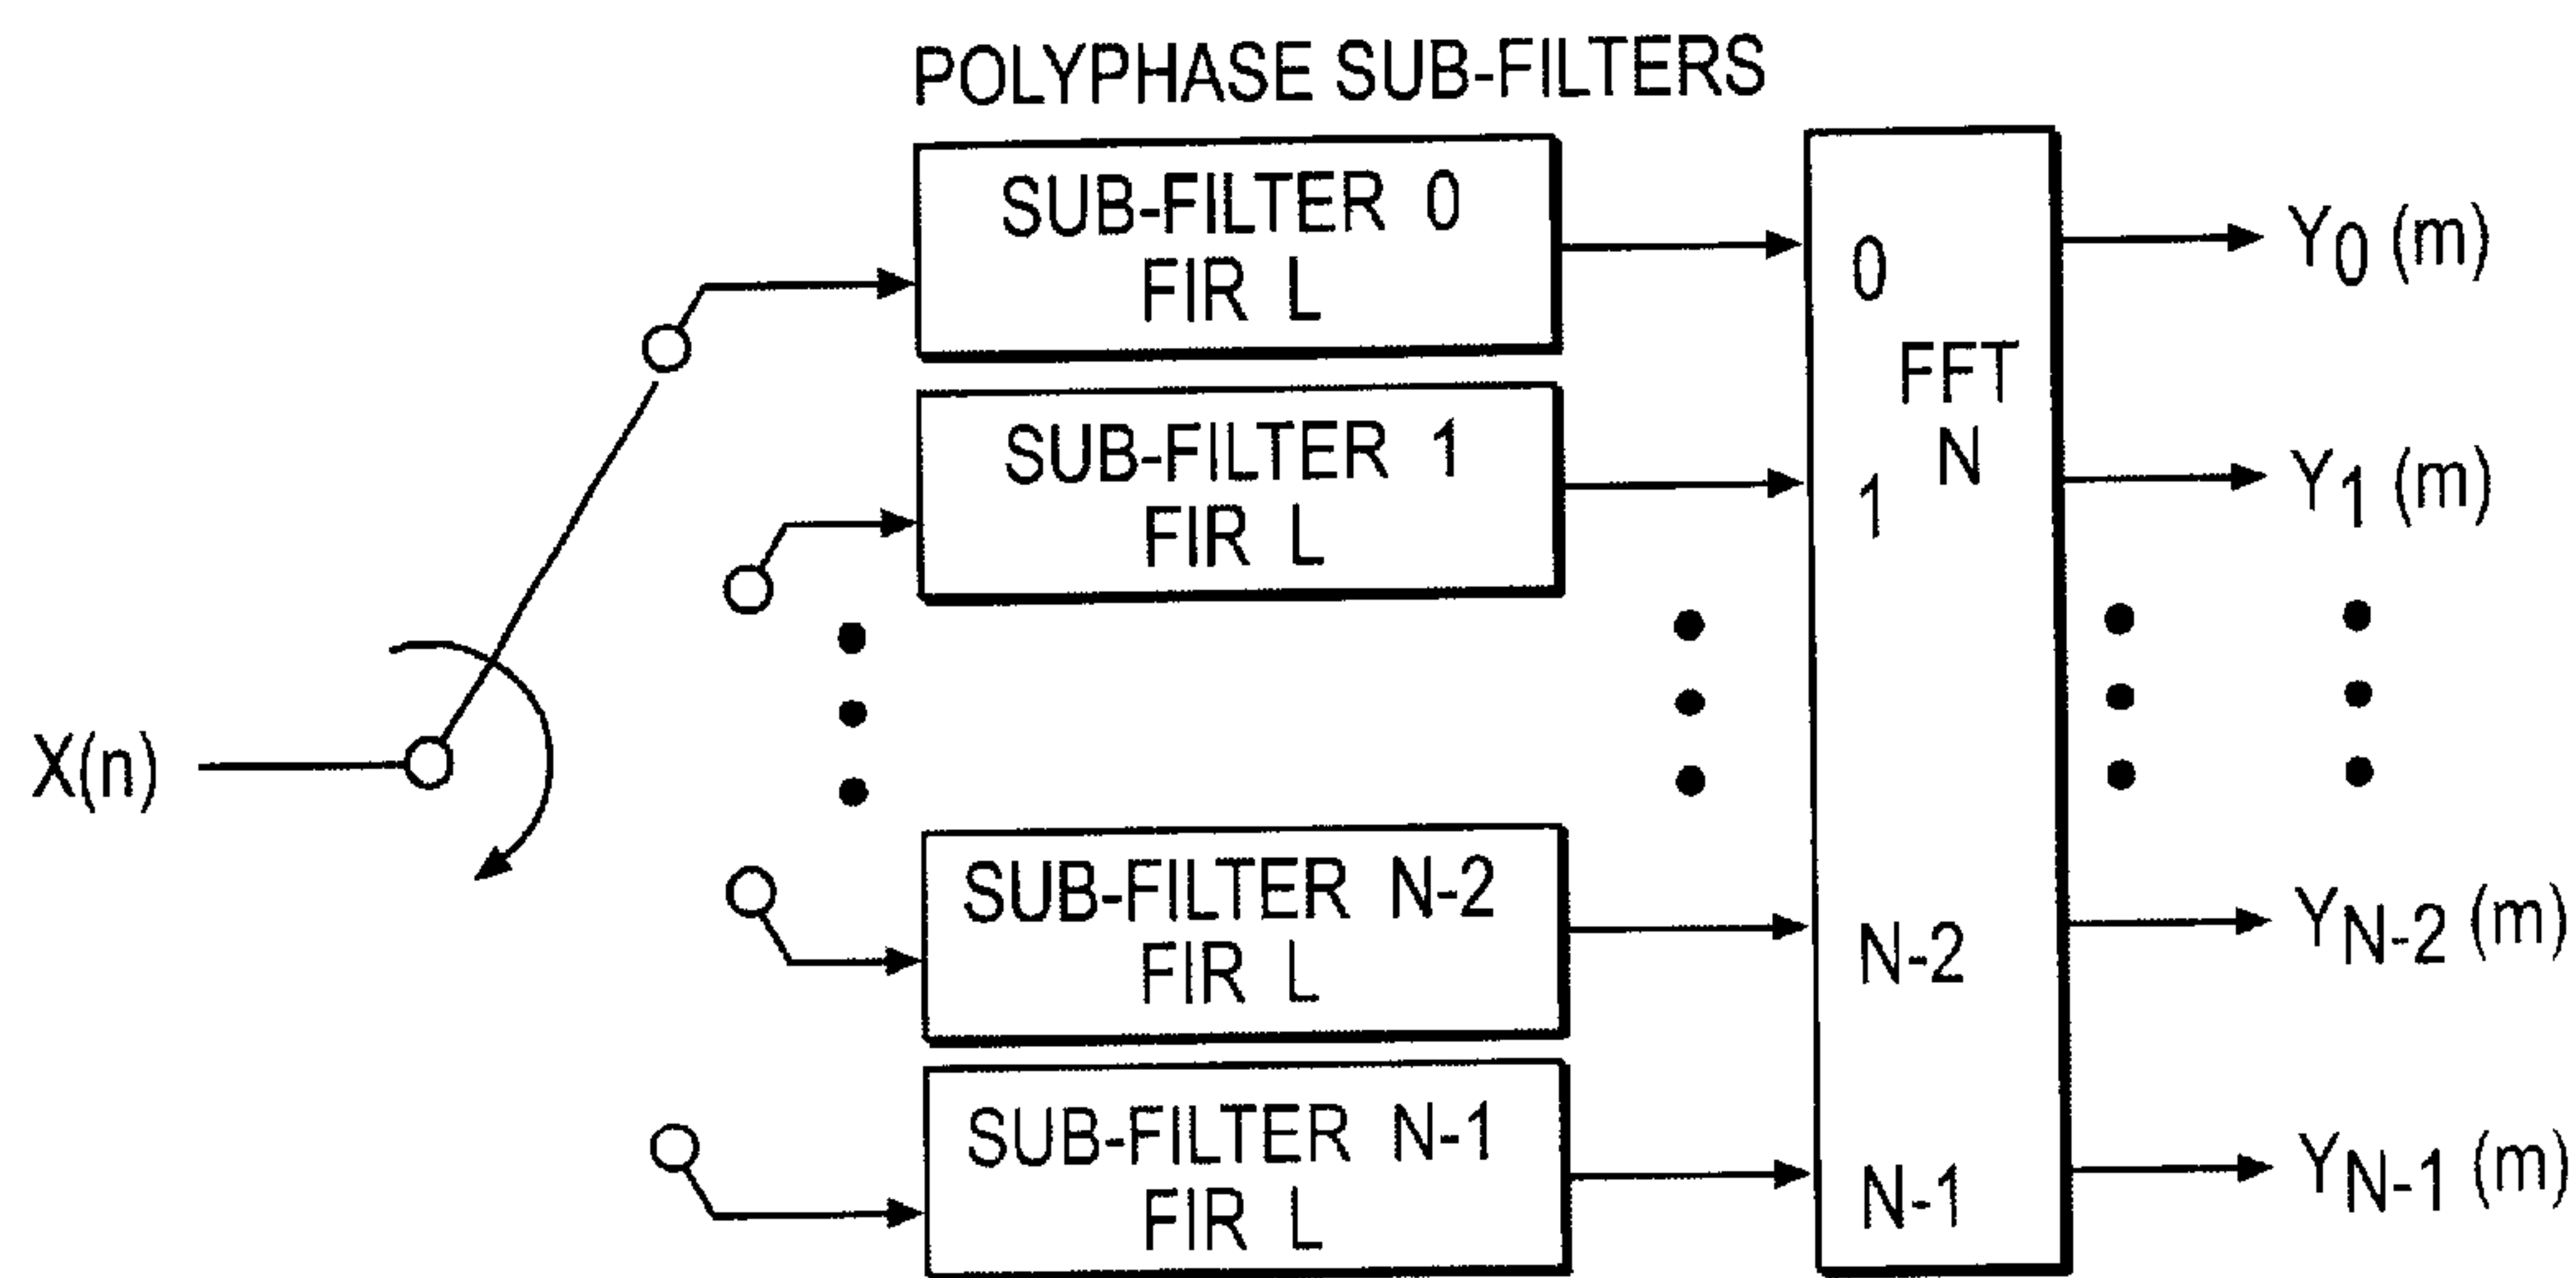 POLYPHASE SUB-FILTERS
SUB-FILTER 0
FIR L
0
Y0 (m)
FFT
N
SUB-FILTER 1
FIR L
1
Y1 (m)
X(n)
SUB-FILTER N-2
FIR L
N-2
YN-2 (m)
SUB-FILTER N-1
FIR L
N-1
YN-1 (m)